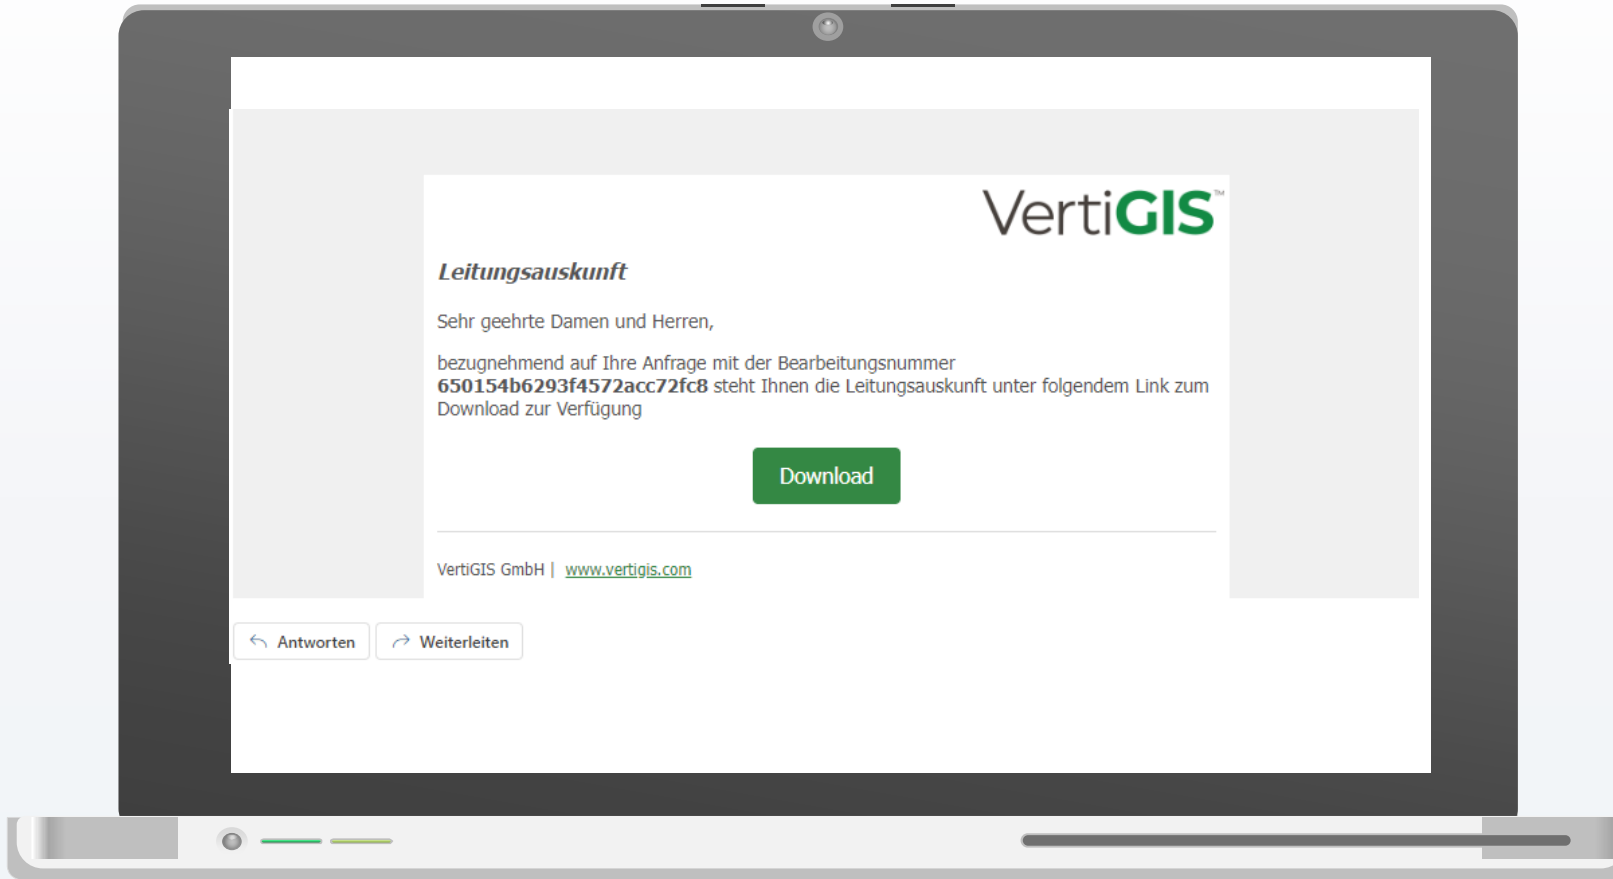 VertiGIS™
Leitungsauskunft
Sehr geehrte Damen und Herren,
bezugnehmend auf Ihre Anfrage mit der Bearbeitungsnummer
650154b6293f4572acc72fc8 steht Ihnen die Leitungsauskunft unter folgendem Link zum
Download zur Verfügung
Download
VertiGIS GmbH | www.vertigis.com
Antworten Weiterleiten